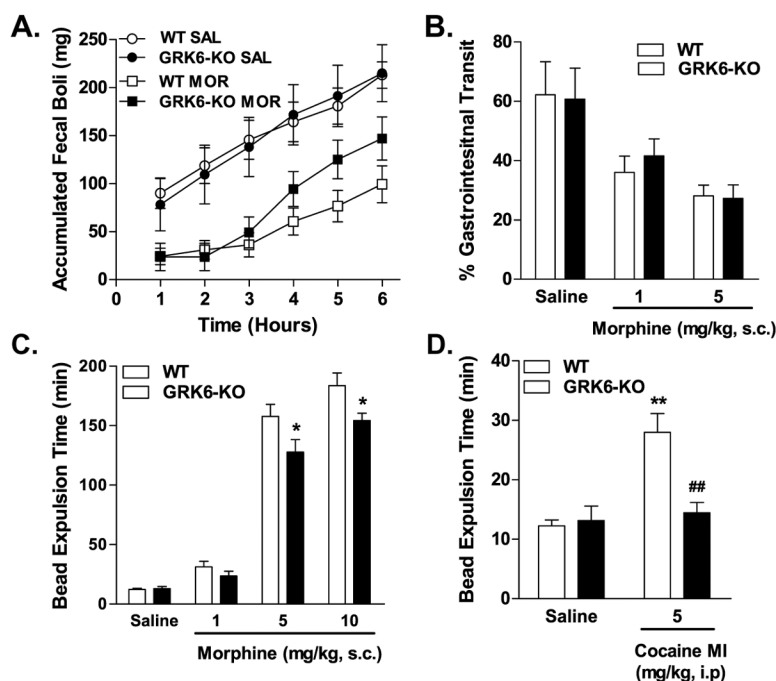 A.
WT SAL
GRK6-KO SAL
WT MOR
GRK6-KO MOR
Accumulated Fecal Boli (mg)
250
200
150
100
50
0
0 1 2 3 4 5 6
Time (Hours)
B.
WT
GRK6-KO
% Gastrointesitnal Transit
80
60
40
20
0
Saline 1 5
Morphine (mg/kg, s.c.)
C.
WT
GRK6-KO
Bead Expulsion Time (min)
200
150
100
50
0
* *
Saline 1 5 10
Morphine (mg/kg, s.c.)
D.
WT
GRK6-KO
Bead Expulsion Time (min)
40
30
20
10
0
**
##
Saline 5
Cocaine MI
(mg/kg, i.p)